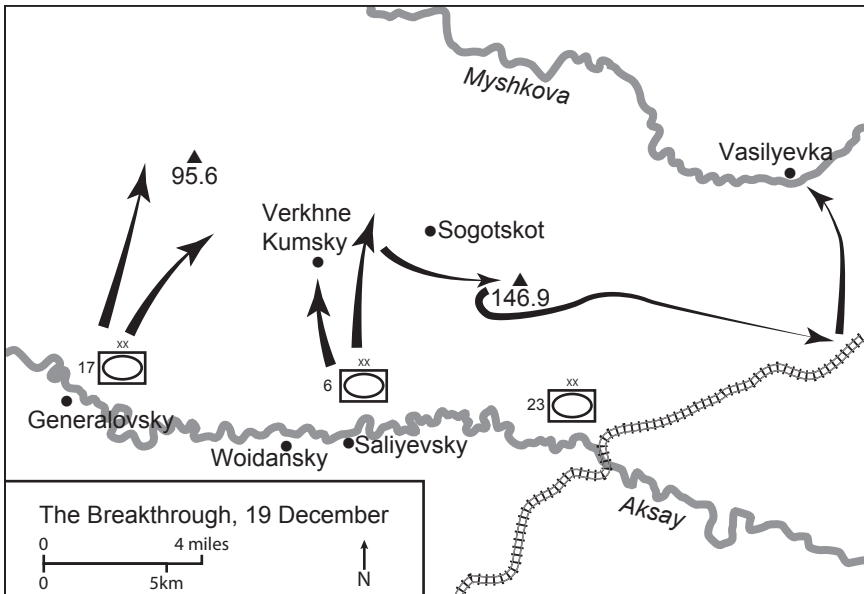 Myshkova
Vasilyevka
95.6
Verkhne
Kumsky
Sogotskot
146.9
xx
17
xx
6
xx
23
Generalovsky
Woidansky
Saliyevsky
Aksay
The Breakthrough, 19 December
0 4 miles
0 5km
N